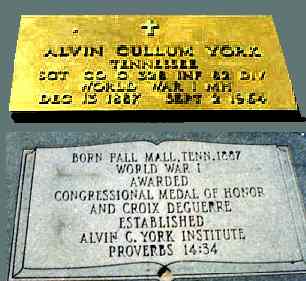 ALVIN CULLUM YORK
TENNESSEE
SGT CO G 328 INF 82 DIV
WORLD WAR I MH
DEC 13 1887 SEPT 2 1964
BORN PALL MALL, TENN. 1887
WORLD WAR I
AWARDED
CONGRESSIONAL MEDAL OF HONOR
AND CROIX DEGUERRE
ESTABLISHED
ALVIN C. YORK INSTITUTE
PROVERBS 14:34